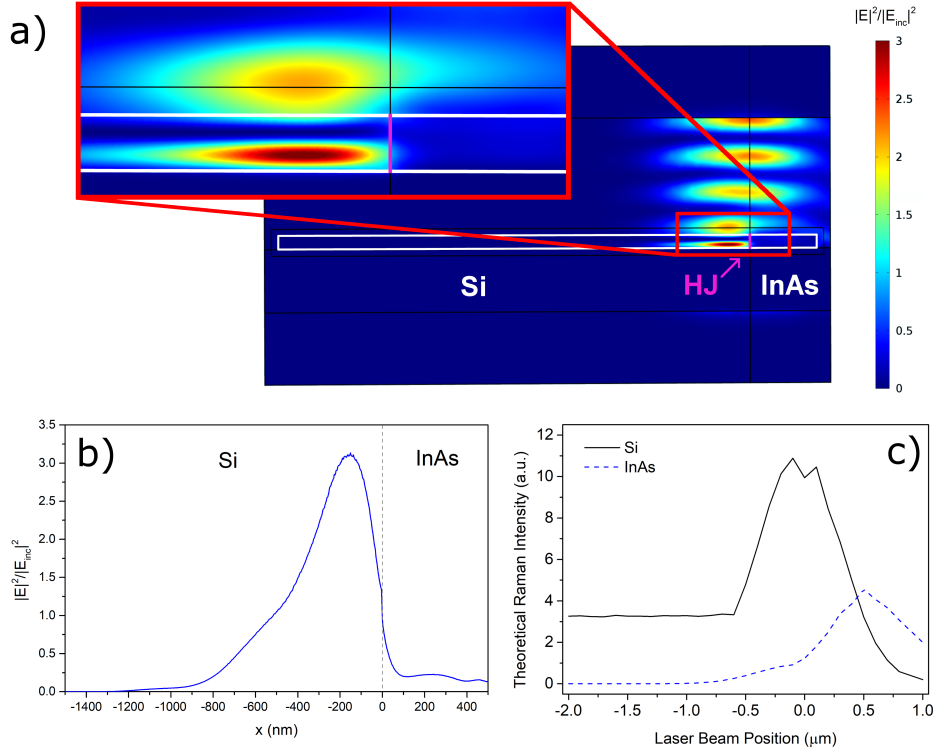 a)
|E|²/|E_inc|²
3
2.5
2
1.5
1
0.5
0
Si
HJ
InAs
b)
Si
InAs
|E|²/|E_inc|²
3.5
3.0
2.5
2.0
1.5
1.0
0.5
0.0
-1400 -1200 -1000 -800 -600 -400 -200 0 200 400
x (nm)
c)
Si
InAs
Theoretical Raman Intensity (a.u.)
12
10
8
6
4
2
0
-2.0 -1.5 -1.0 -0.5 0.0 0.5 1.0
Laser Beam Position (μm)